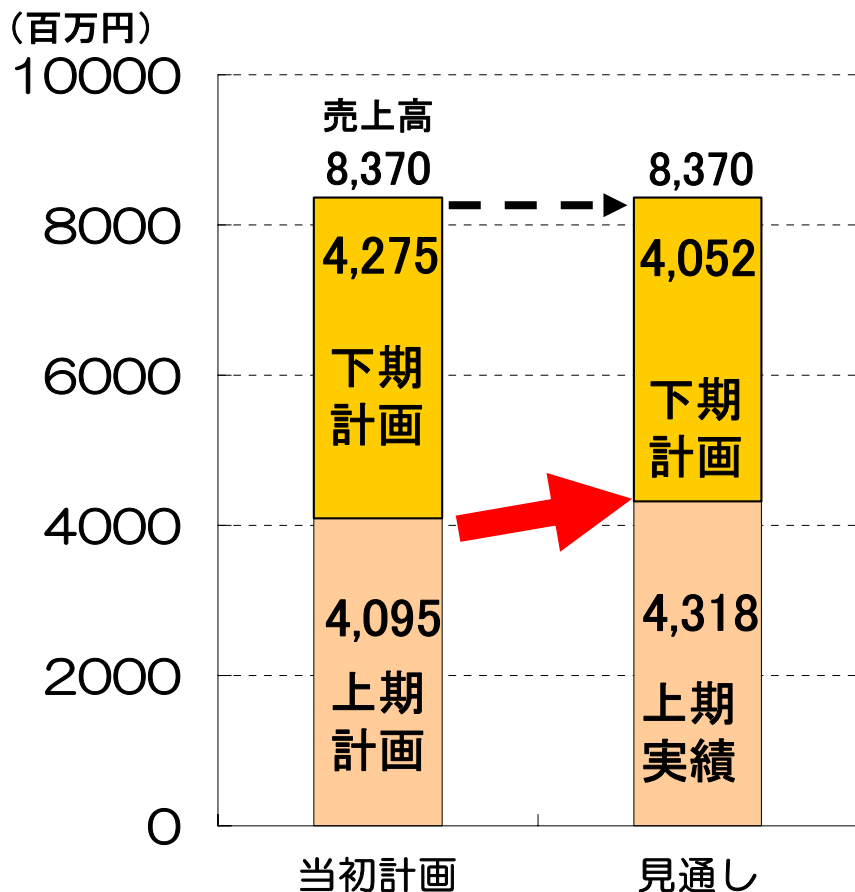 （百万円）
10000
8000
6000
4000
2000
0
売上高
8,370
4,275
下期
計画
4,095
上期
計画
8,370
4,052
下期
計画
4,318
上期
実績
当初計画
見通し